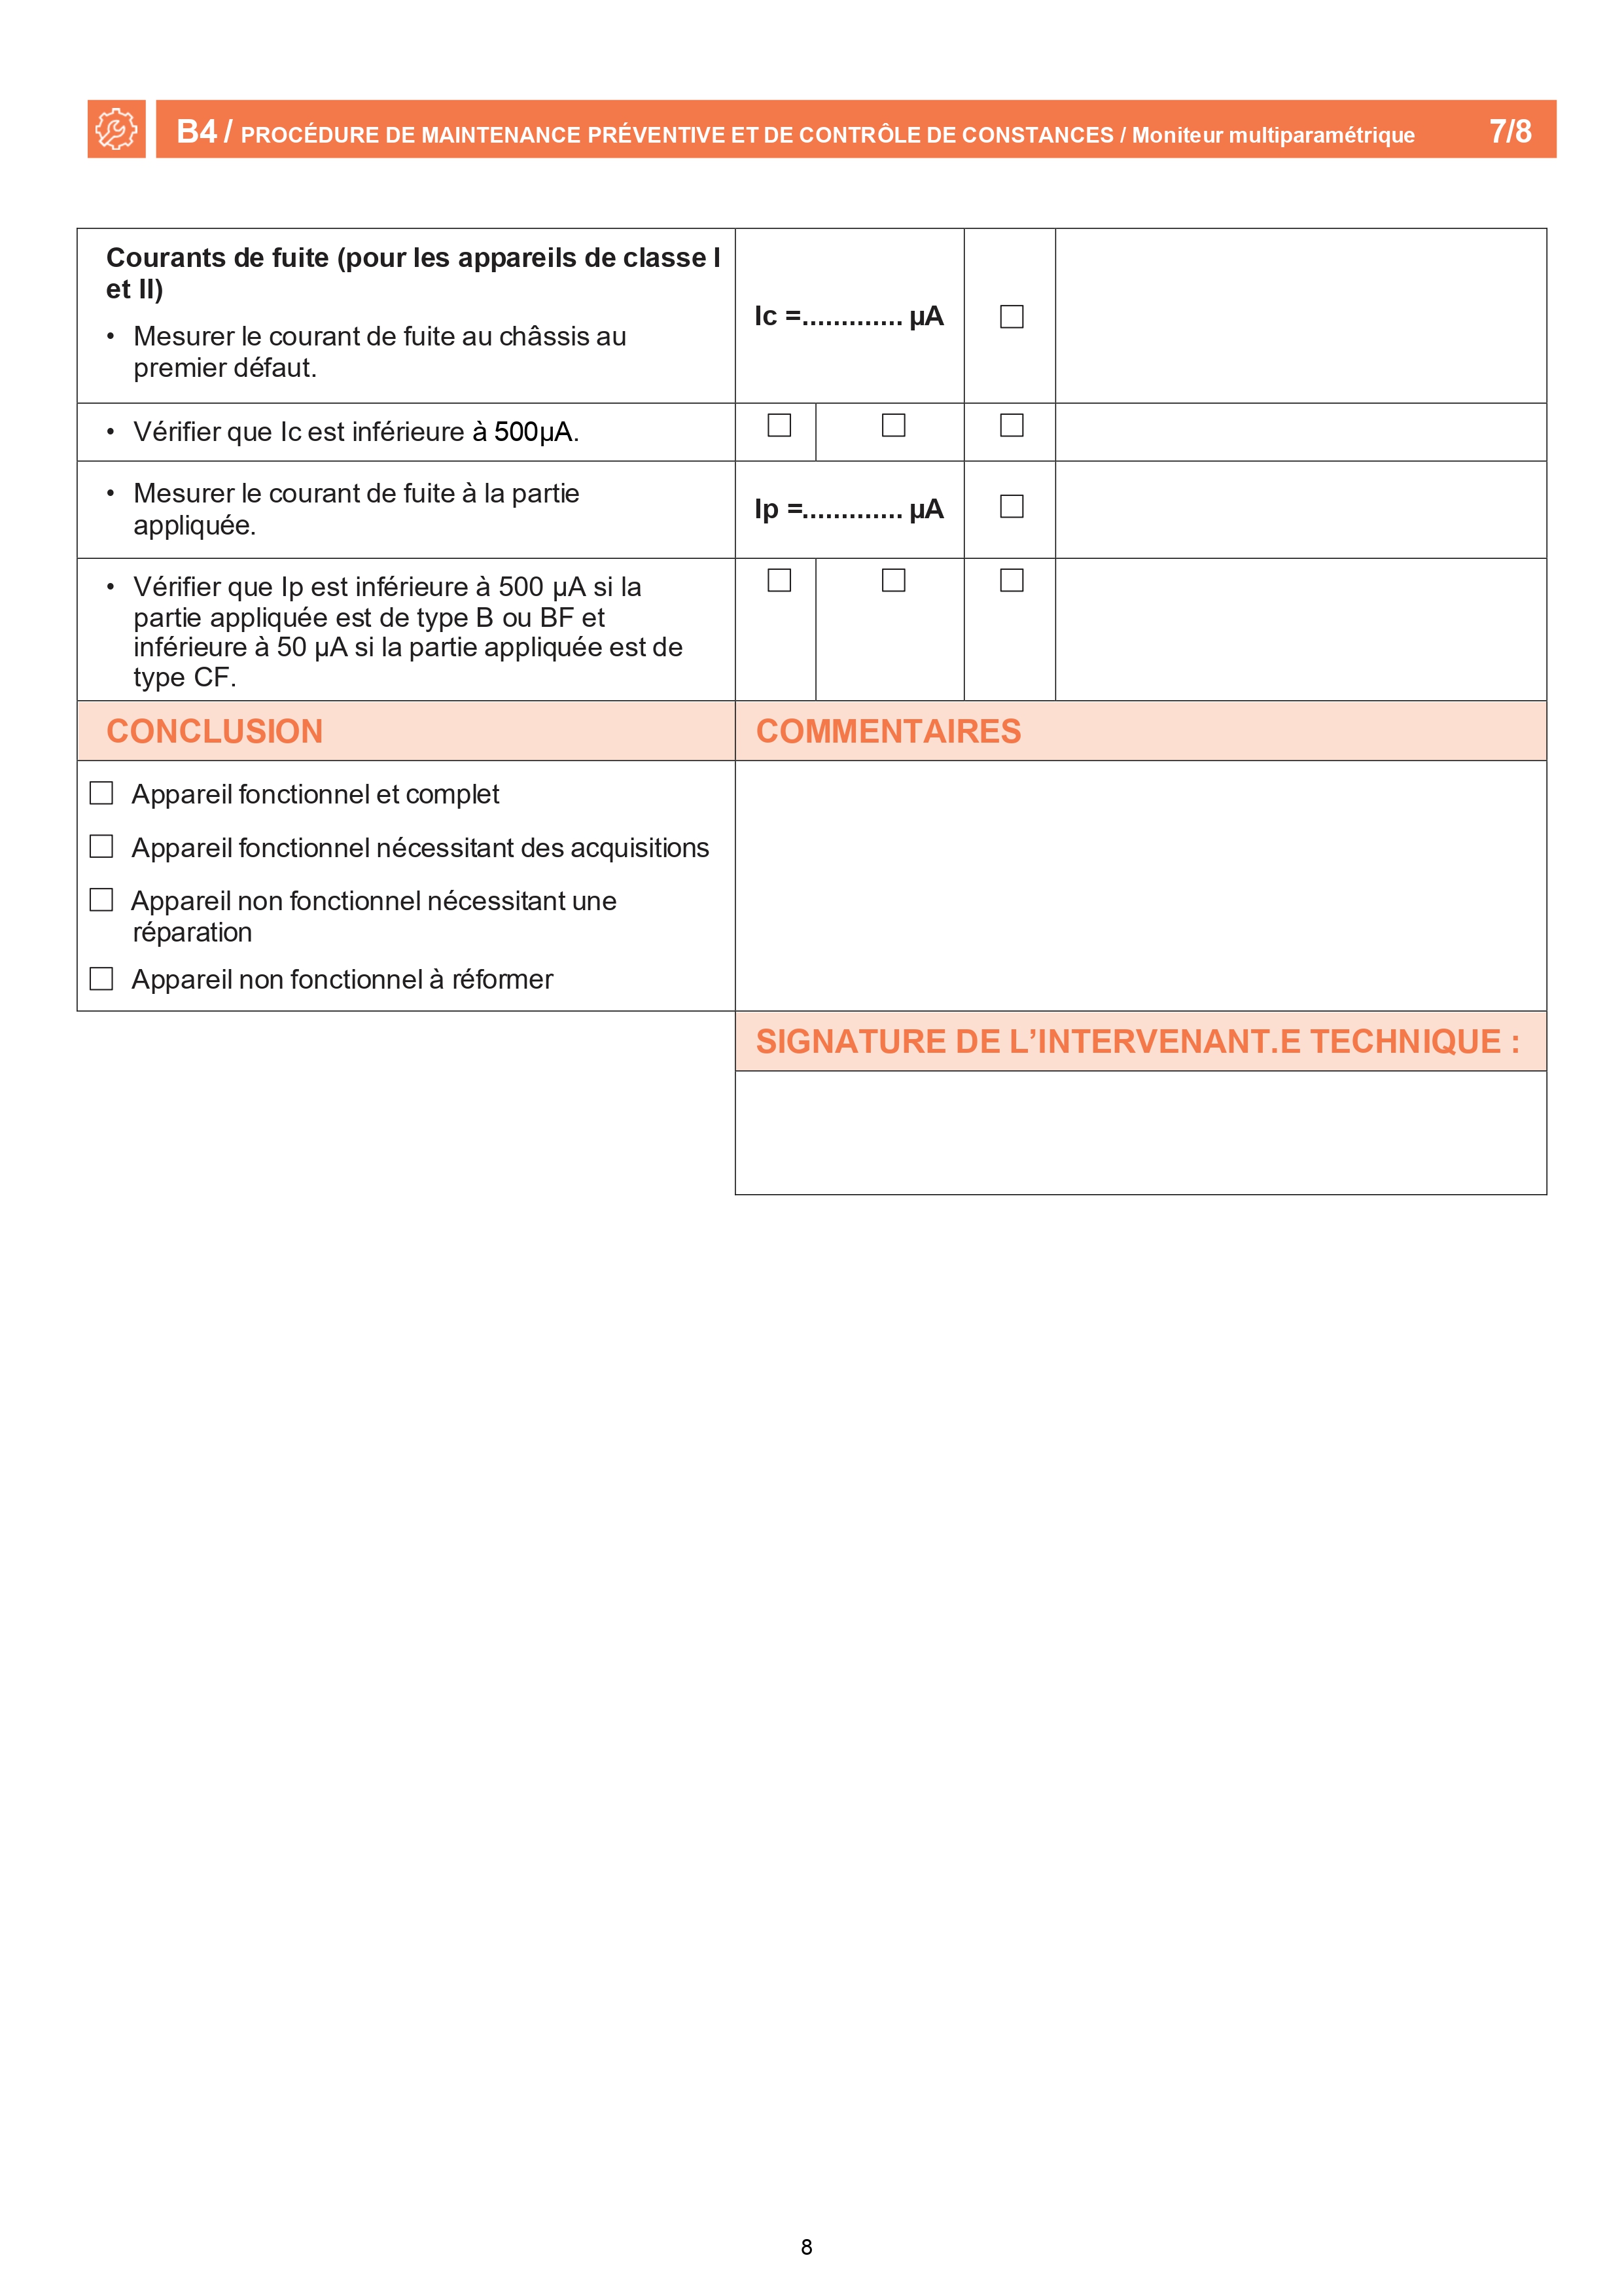 B4 / PROCÉDURE DE MAINTENANCE PRÉVENTIVE ET DE CONTRÔLE DE CONSTANCES / Moniteur multiparamétrique 7/8
Courants de fuite (pour les appareils de classe I
et II)
• Mesurer le courant de fuite au châssis au
premier défaut.
Ic =............. µA
• Vérifier que Ic est inférieure à 500µA.
• Mesurer le courant de fuite à la partie
appliquée.
Ip =............. µA
• Vérifier que Ip est inférieure à 500 µA si la
partie appliquée est de type B ou BF et
inférieure à 50 µA si la partie appliquée est de
type CF.
CONCLUSION
COMMENTAIRES
Appareil fonctionnel et complet
Appareil fonctionnel nécessitant des acquisitions
Appareil non fonctionnel nécessitant une
réparation
Appareil non fonctionnel à réformer
SIGNATURE DE L’INTERVENANT.E TECHNIQUE :
8